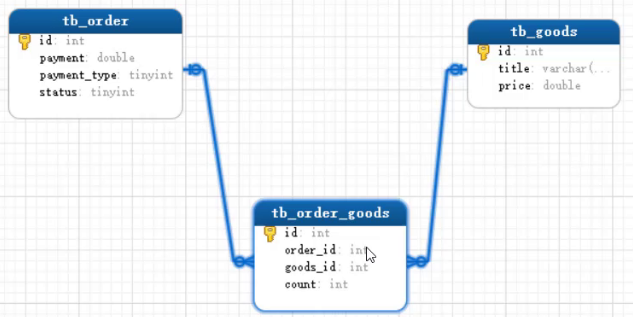 tb_order
id: int
payment: double
payment_type: tinyint
status: tinyint
tb_goods
id: int
title: varchar(...
price: double
tb_order_goods
id: int
order_id: int
goods_id: int
count: int